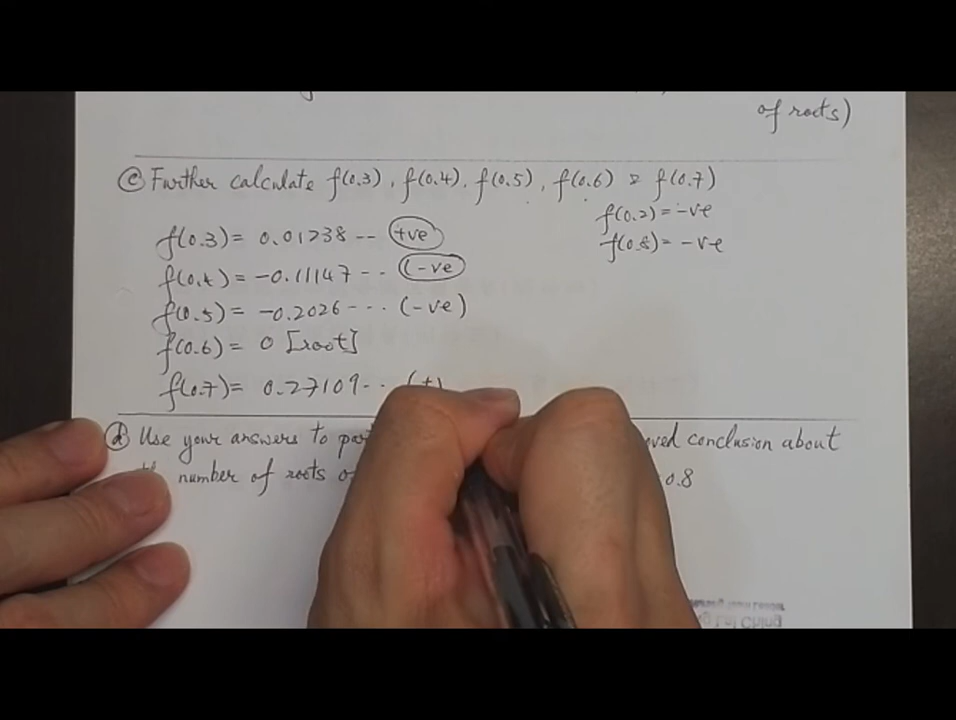 of roots)
(c) Further calculate f(0.3), f(0.4), f(0.5), f(0.6) & f(0.7)
f(0.2) = -ve
f(0.8) = -ve
f(0.3) = 0.01238 -- +ve
f(0.4) = -0.11147 -- (-ve
f(0.5) = -0.2026 --- (-ve)
f(0.6) = 0 [root]
f(0.7) = 0.27109 -- (+)
(d) Use your answers to conclusion about
number of roots 0.8
Ching